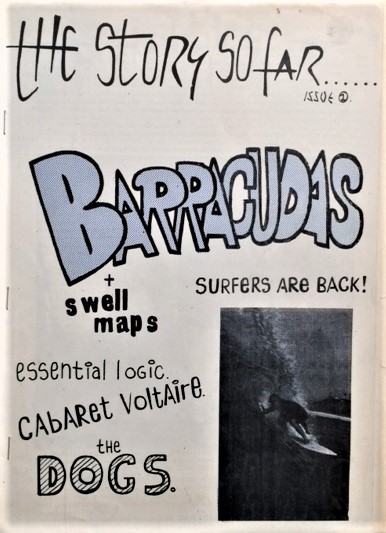 tHE StORY SO fAR......
ISSUE 2.
BARRACUDAS
+
swell
maps
SURFERS ARE BACK!
essential logic.
CABARet VOLtAIRe.
the
DOGS.